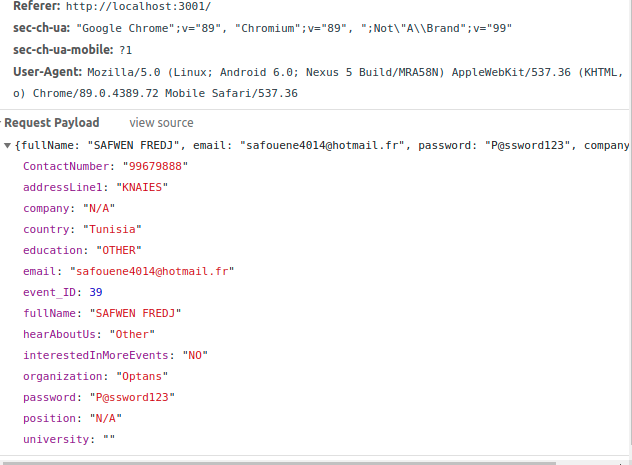 Referer: http://localhost:3001/
sec-ch-ua: "Google Chrome";v="89", "Chromium";v="89", ";Not\"A\\Brand";v="99"
sec-ch-ua-mobile: ?1
User-Agent: Mozilla/5.0 (Linux; Android 6.0; Nexus 5 Build/MRA58N) AppleWebKit/537.36 (KHTML,
o) Chrome/89.0.4389.72 Mobile Safari/537.36
Request Payload view source
{fullName: "SAFWEN FREDJ", email: "safouene4014@hotmail.fr", password: "P@ssword123", company
ContactNumber: "99679888"
addressLine1: "KNAIES"
company: "N/A"
country: "Tunisia"
education: "OTHER"
email: "safouene4014@hotmail.fr"
event_ID: 39
fullName: "SAFWEN FREDJ"
hearAboutUs: "Other"
interestedInMoreEvents: "NO"
organization: "Optans"
password: "P@ssword123"
position: "N/A"
university: ""